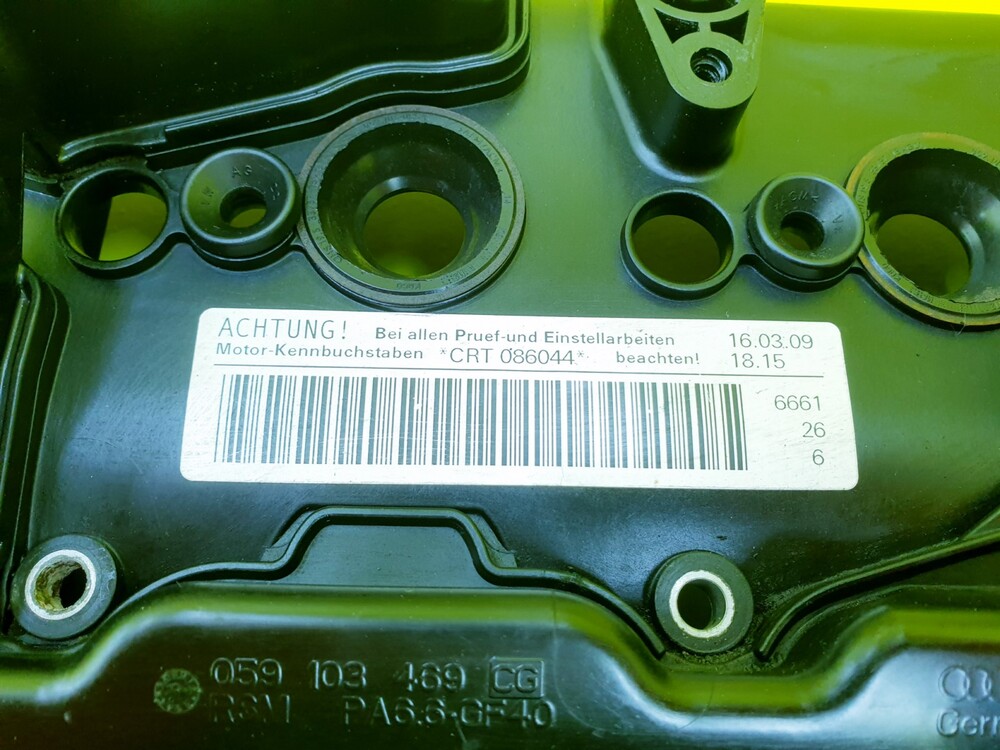 ACHTUNG! Bei allen Pruef-und Einstellarbeiten
Motor-Kennbuchstaben *CRT 086044* beachten!
16.03.09
18.15
6661
26
6
059 103 469 CG
PA6.6-GF40